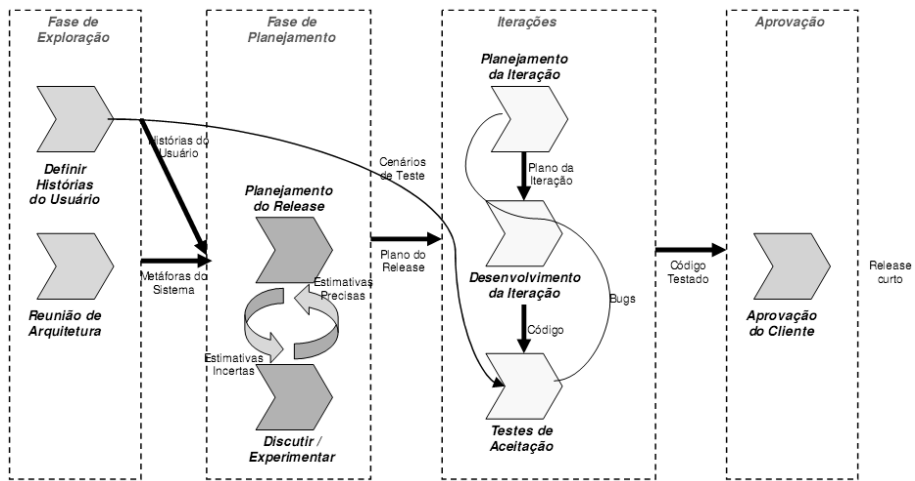 Fase de
Exploração
Fase de
Planejamento
Iterações
Aprovação
Definir
Histórias
do Usuário
Histórias do
Usuário
Reunião de
Arquitetura
Metáforas do
Sistema
Planejamento
do Release
Estimativas
Precisas
Estimativas
Incertas
Discutir /
Experimentar
Cenários
de Teste
Plano do
Release
Planejamento
da Iteração
Plano da
Iteração
Desenvolvimento
da Iteração
Bugs
Código
Testes de
Aceitação
Código
Testado
Aprovação
do Cliente
Release
curto